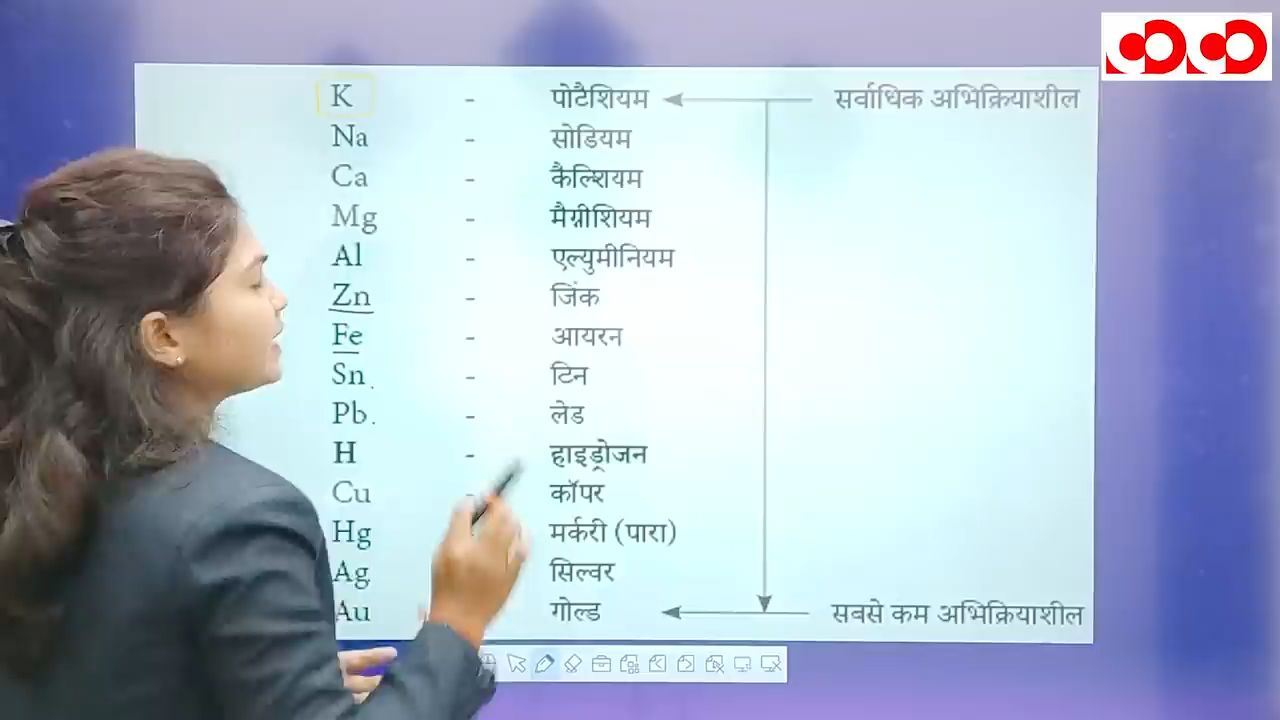 K - पोटैशियम सर्वाधिक अभिक्रियाशील
Na - सोडियम
Ca - कैल्शियम
Mg - मैग्नीशियम
Al - एल्युमीनियम
Zn - जिंक
Fe - आयरन
Sn - टिन
Pb - लेड
H - हाइड्रोजन
Cu - कॉपर
Hg - मर्करी (पारा)
Ag - सिल्वर
Au - गोल्ड सबसे कम अभिक्रियाशील